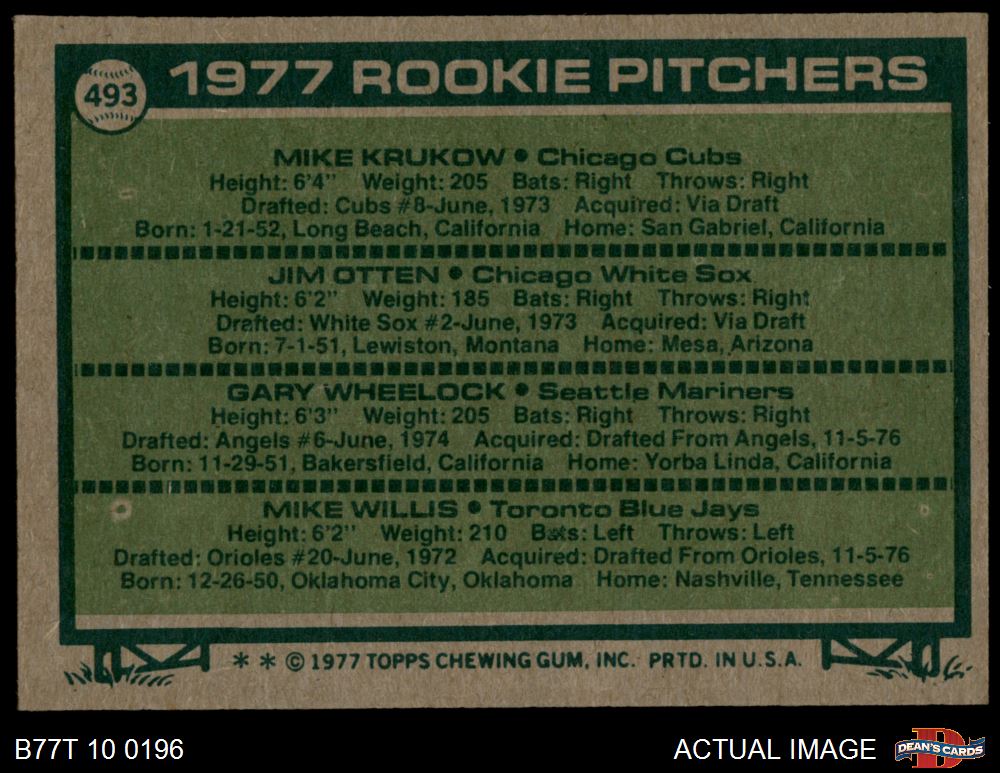 493
1977 ROOKIE PITCHERS
MIKE KRUKOW • Chicago Cubs
Height: 6'4" Weight: 205 Bats: Right Throws: Right
Drafted: Cubs #8-June, 1973 Acquired: Via Draft
Born: 1-21-52, Long Beach, California Home: San Gabriel, California
JIM OTTEN • Chicago White Sox
Height: 6'2" Weight: 185 Bats: Right Throws: Right
Drafted: White Sox #2-June, 1973 Acquired: Via Draft
Born: 7-1-51, Lewiston, Montana Home: Mesa, Arizona
GARY WHEELOCK • Seattle Mariners
Height: 6'3" Weight: 205 Bats: Right Throws: Right
Drafted: Angels #6-June, 1974 Acquired: Drafted From Angels, 11-5-76
Born: 11-29-51, Bakersfield, California Home: Yorba Linda, California
MIKE WILLIS • Toronto Blue Jays
Height: 6'2" Weight: 210 Bats: Left Throws: Left
Drafted: Orioles #20-June, 1972 Acquired: Drafted From Orioles, 11-5-76
Born: 12-26-50, Oklahoma City, Oklahoma Home: Nashville, Tennessee
* * © 1977 TOPPS CHEWING GUM, INC. PRTD. IN U.S.A.
B77T 10 0196
ACTUAL IMAGE
D
DEAN'S CARDS